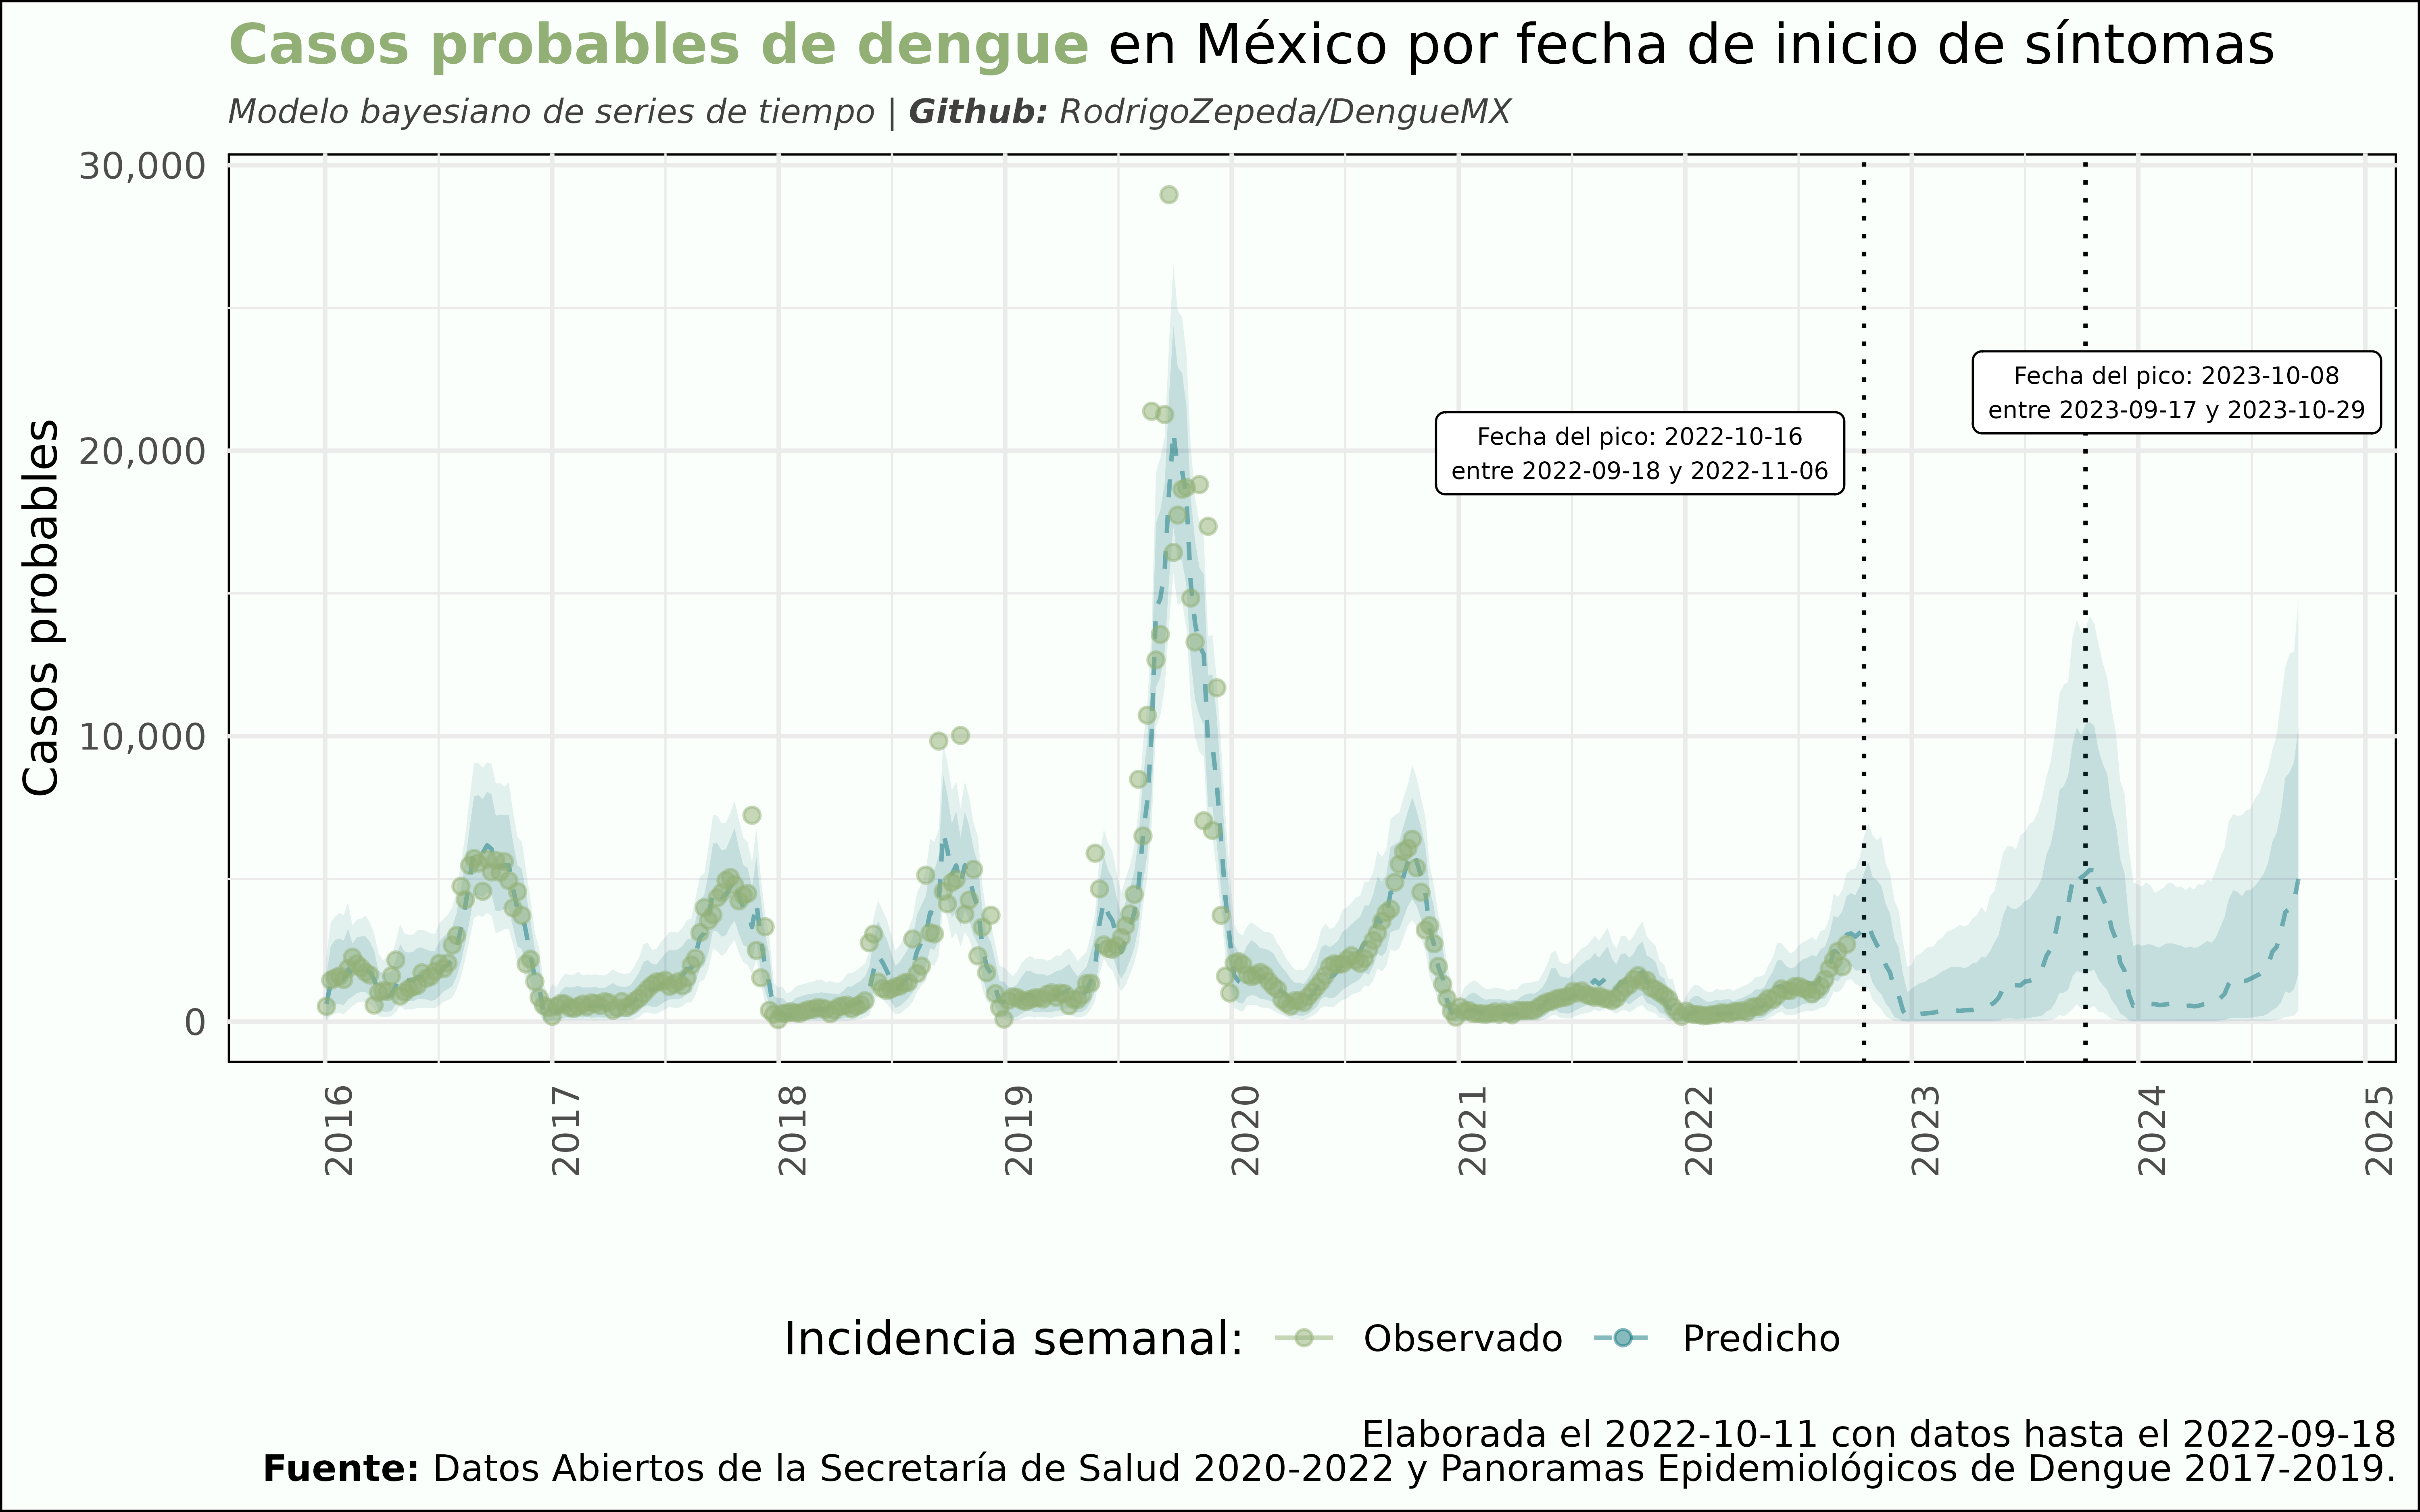 Casos probables de dengue en México por fecha de inicio de síntomas
Modelo bayesiano de series de tiempo | Github: RodrigoZepeda/DengueMX
Casos probables
30,000
20,000
10,000
0
Fecha del pico: 2022-10-16
entre 2022-09-18 y 2022-11-06
Fecha del pico: 2023-10-08
entre 2023-09-17 y 2023-10-29
2016
2017
2018
2019
2020
2021
2022
2023
2024
2025
Incidencia semanal: Observado Predicho
Elaborada el 2022-10-11 con datos hasta el 2022-09-18
Fuente: Datos Abiertos de la Secretaría de Salud 2020-2022 y Panoramas Epidemiológicos de Dengue 2017-2019.